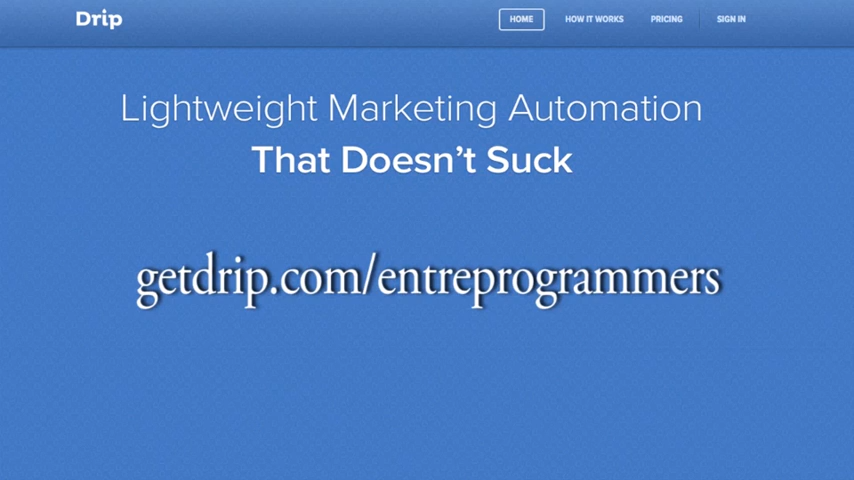 Drip
HOME HOW IT WORKS PRICING SIGN IN
Lightweight Marketing Automation
That Doesn't Suck
getdrip.com/entreprogrammers